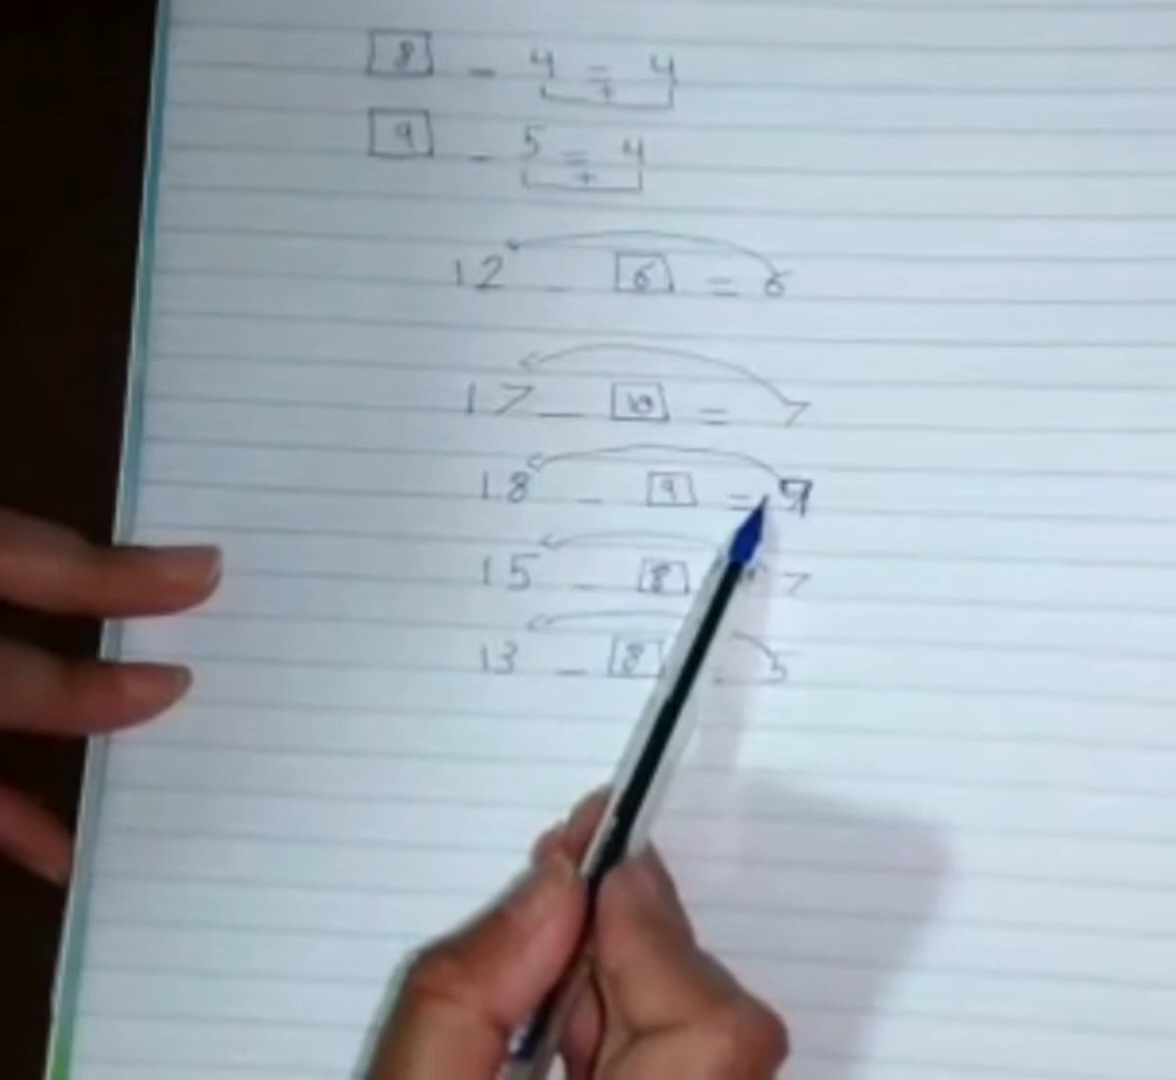 8 - 4 = 4
+
9 - 5 = 4
+
12 - 6 = 6
17 - 10 = 7
18 - 9 = 9
15 - 8 7
13 - 8 - 5